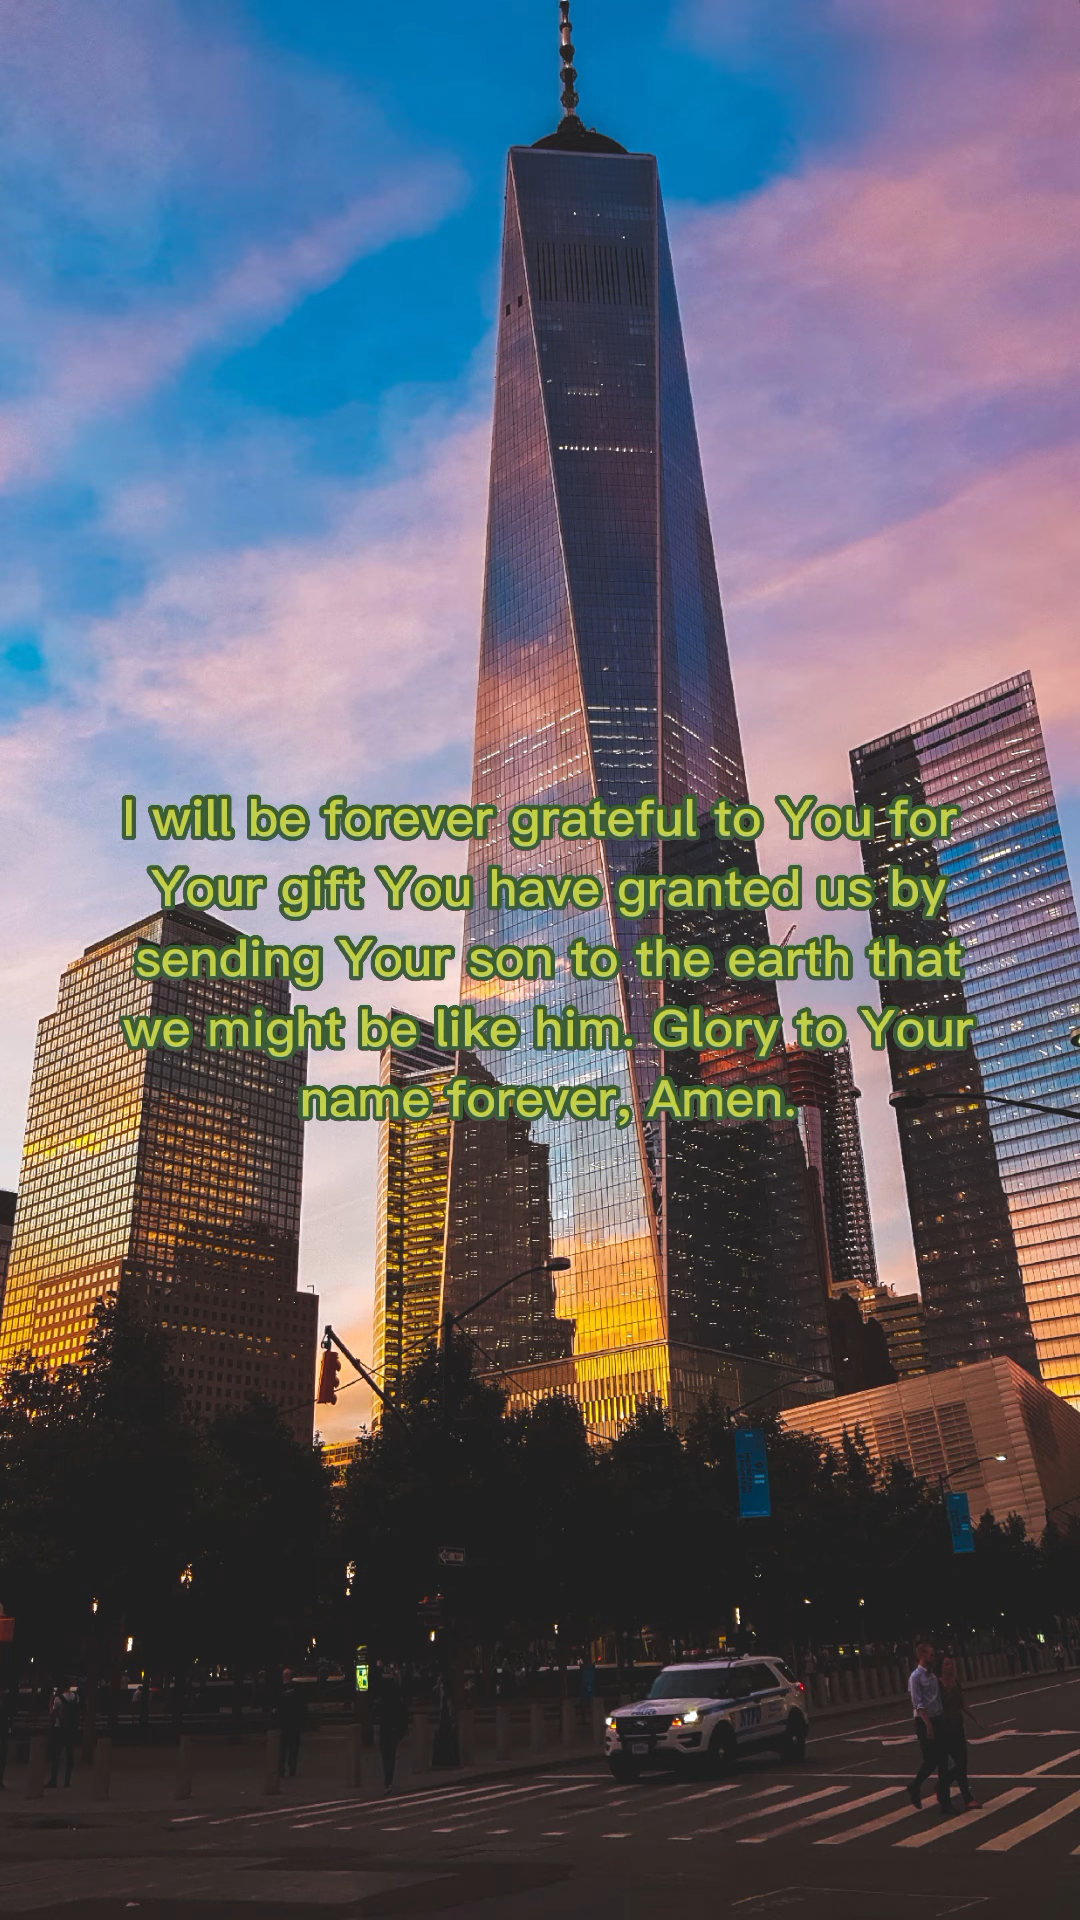 I will be forever grateful to You for
Your gift You have granted us by
sending Your son to the earth that
we might be like him. Glory to Your
name forever, Amen.
NYPD